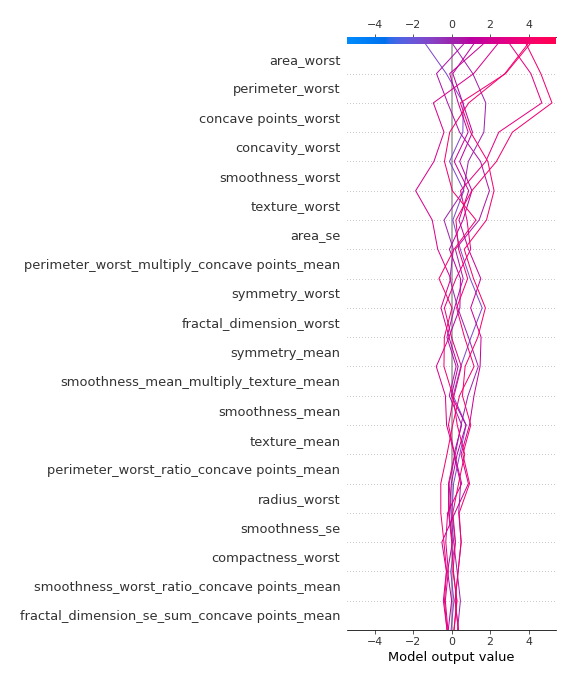 −4 −2 0 2 4
area_worst
perimeter_worst
concave points_worst
concavity_worst
smoothness_worst
texture_worst
area_se
perimeter_worst_multiply_concave points_mean
symmetry_worst
fractal_dimension_worst
symmetry_mean
smoothness_mean_multiply_texture_mean
smoothness_mean
texture_mean
perimeter_worst_ratio_concave points_mean
radius_worst
smoothness_se
compactness_worst
smoothness_worst_ratio_concave points_mean
fractal_dimension_se_sum_concave points_mean
−4 −2 0 2 4
Model output value